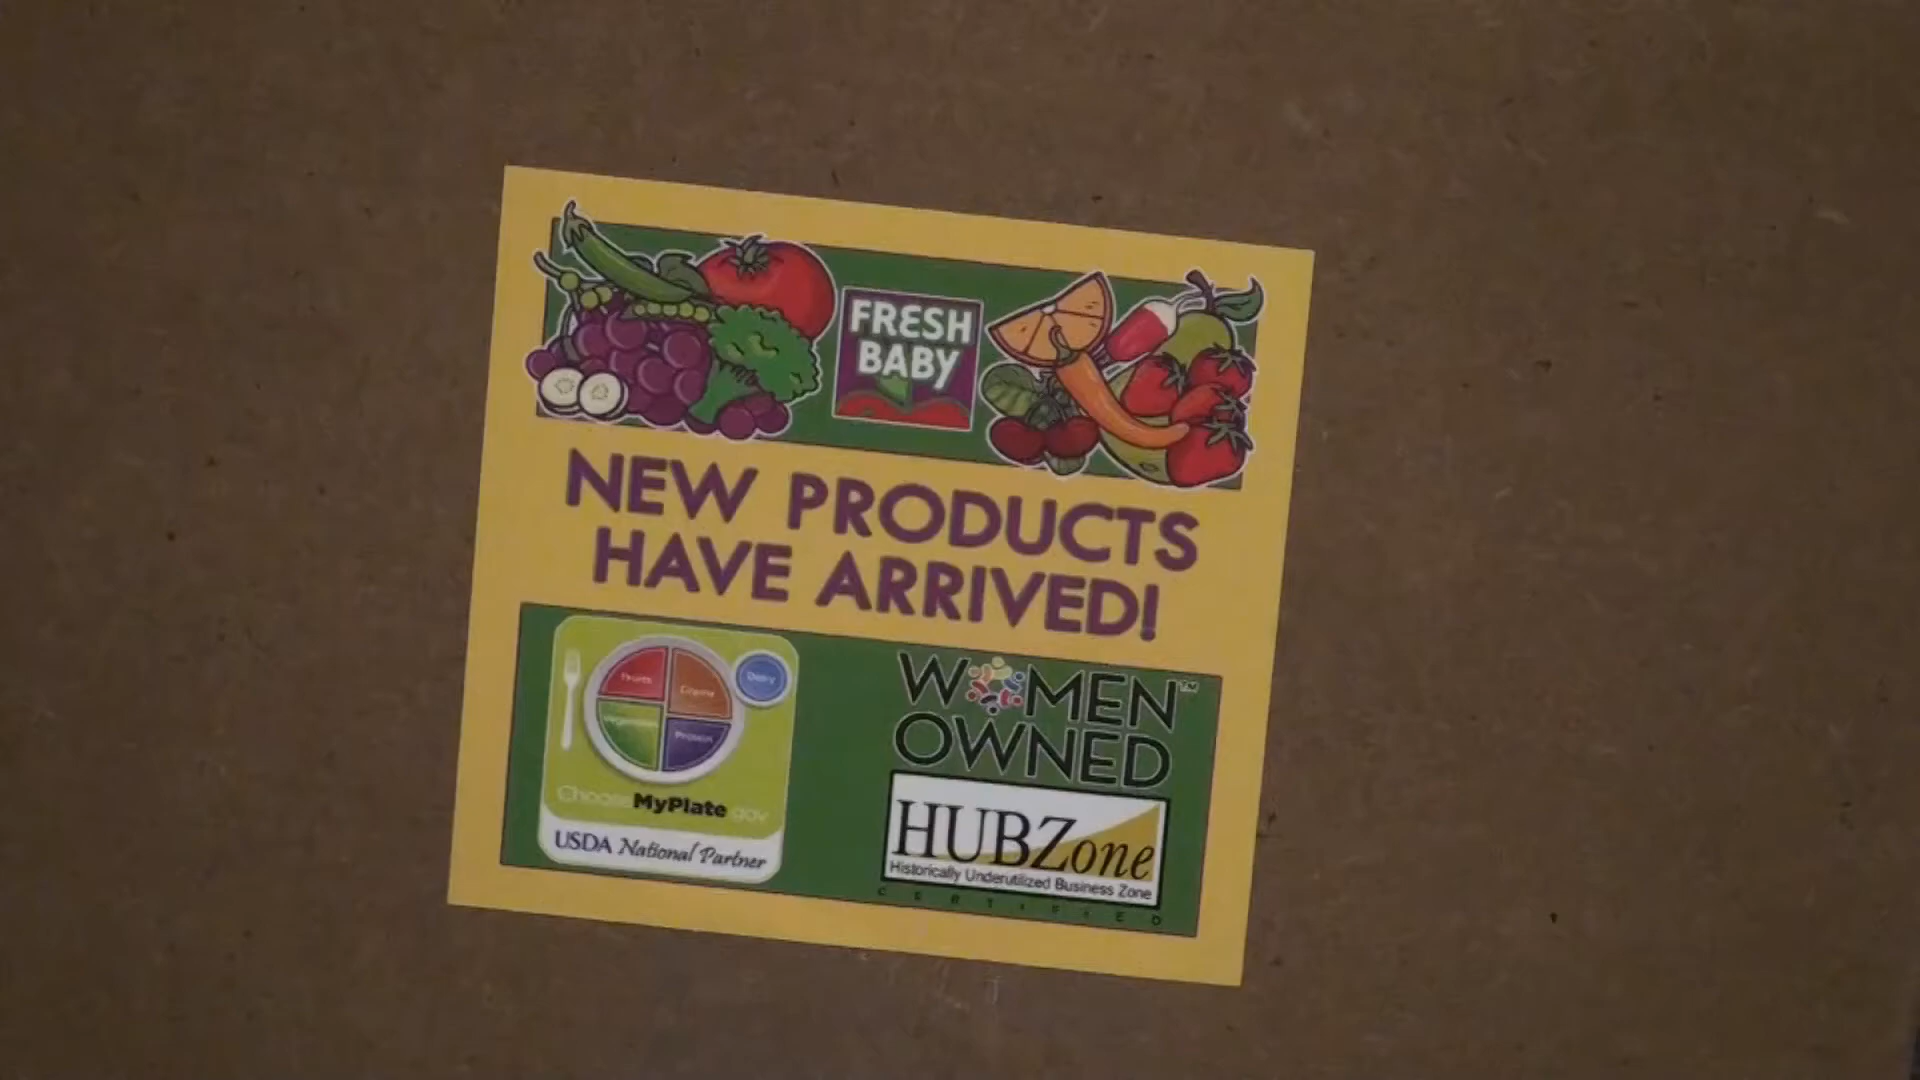 FRESH
BABY
NEW PRODUCTS
HAVE ARRIVED!
Fruits
Grains
Dairy
Vegetables
Protein
ChooseMyPlate.gov
USDA National Partner
WOMEN™
OWNED
HUBZone
Historically Underutilized Business Zone
CERTIFIED